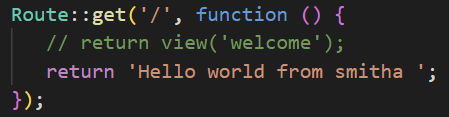 Route::get('/', function () {
    // return view('welcome');
    return 'Hello world from smitha ';
});